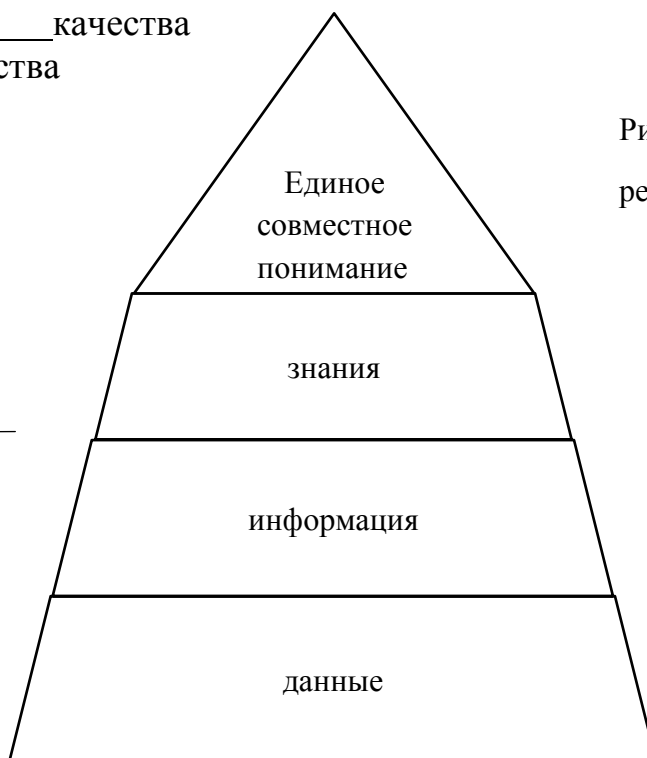 качества
ства
Ри
ре
Единое
совместное
понимание
знания
информация
данные